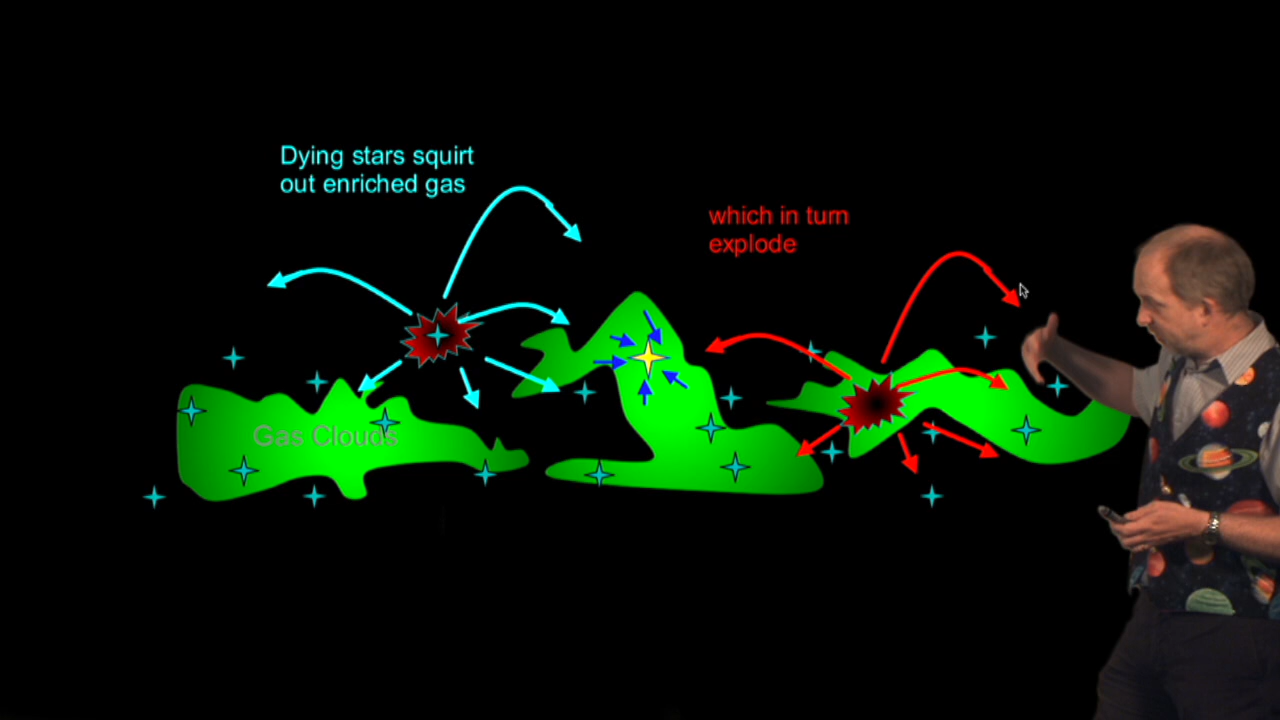 Dying stars squirt
out enriched gas
which in turn
explode
Gas Clouds